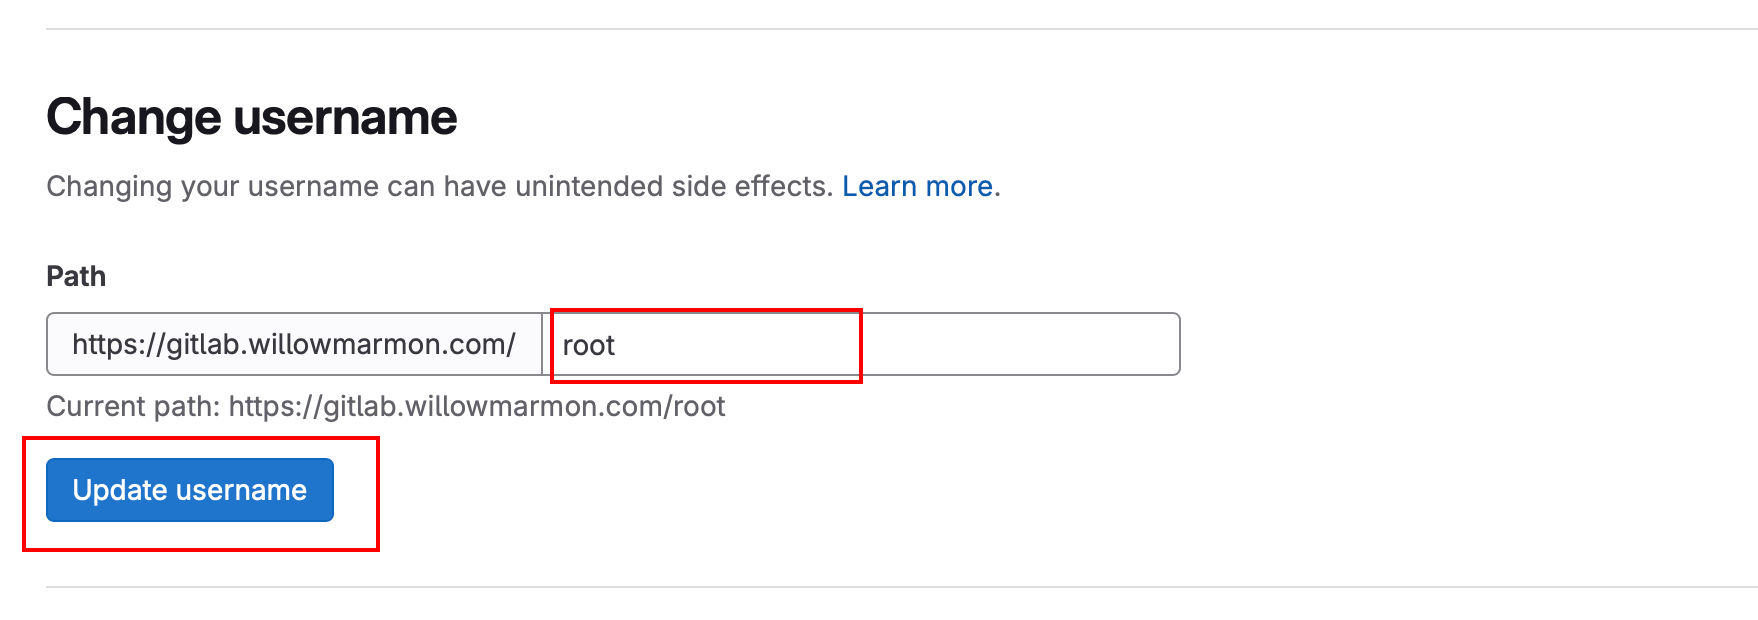 Change username
Changing your username can have unintended side effects. Learn more.
Path
https://gitlab.willowmarmon.com/ root
Current path: https://gitlab.willowmarmon.com/root
Update username